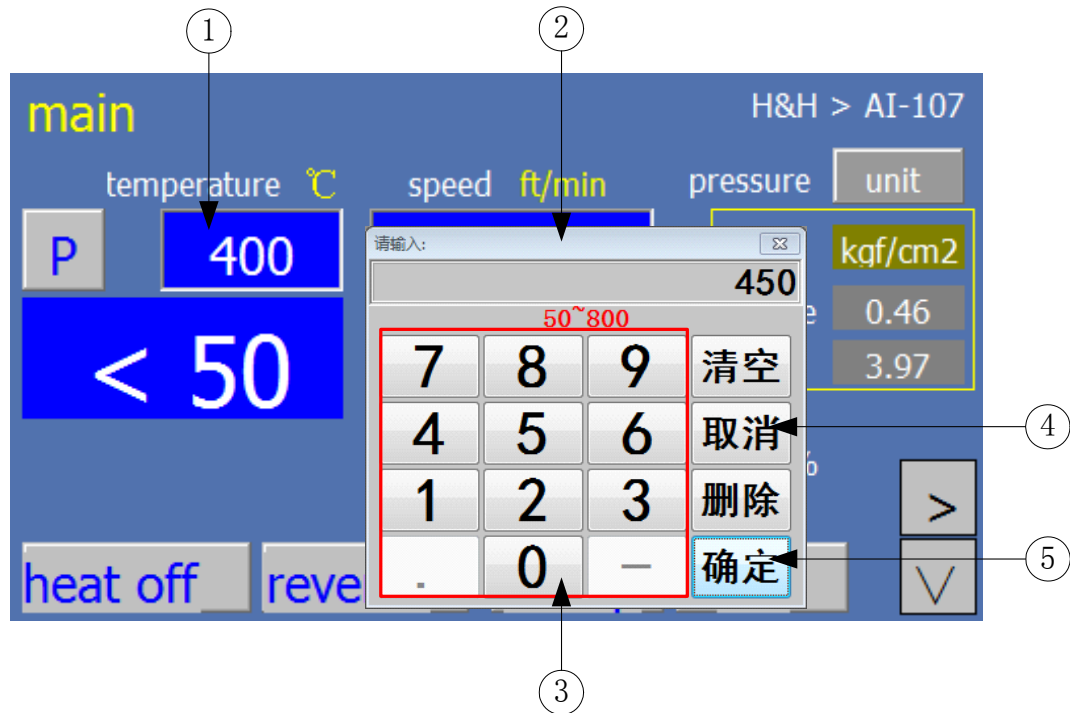 1
2
main
H&H > AI-107
temperature ℃
speed ft/min
pressure
unit
P
400
请输入:
450
50~800
kgf/cm2
0.46
3.97
< 50
7 8 9 清空
4 5 6 取消
4
1 2 3 删除
>
. 0 — 确定
5
heat off
3